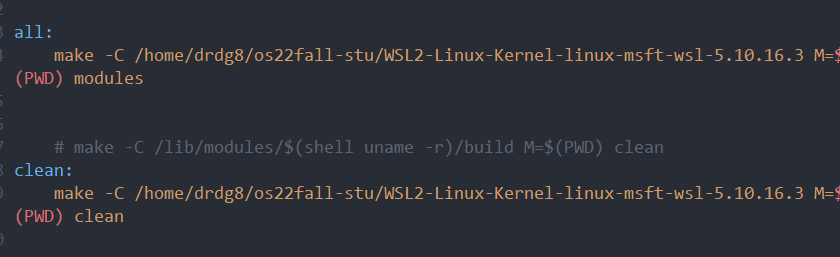 all:
make -C /home/drdg8/os22fall-stu/WSL2-Linux-Kernel-linux-msft-wsl-5.10.16.3 M=$
(PWD) modules
# make -C /lib/modules/$(shell uname -r)/build M=$(PWD) clean
clean:
make -C /home/drdg8/os22fall-stu/WSL2-Linux-Kernel-linux-msft-wsl-5.10.16.3 M=$
(PWD) clean